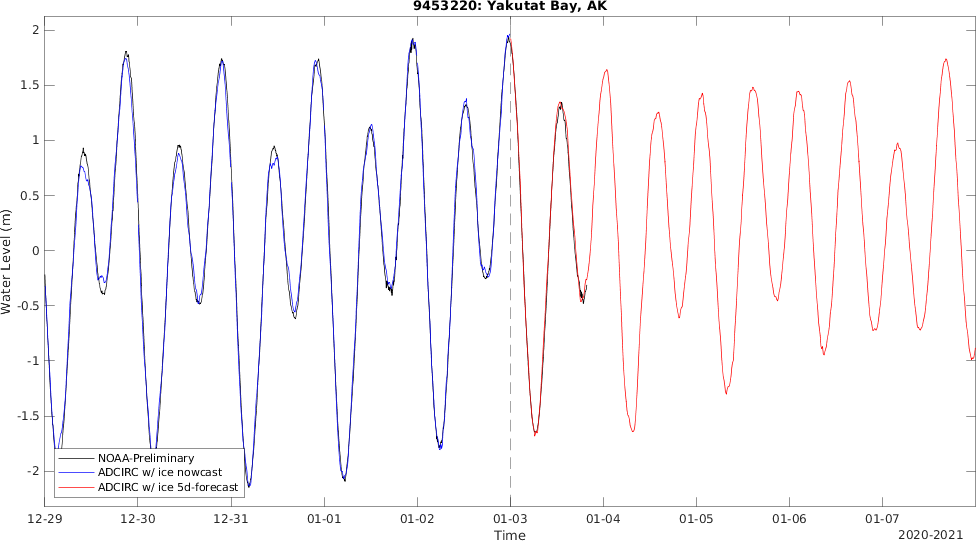 9453220: Yakutat Bay, AK
2
1.5
1
0.5
0
-0.5
-1
-1.5
-2
Water Level (m)
NOAA-Preliminary
ADCIRC w/ ice nowcast
ADCIRC w/ ice 5d-forecast
12-29 12-30 12-31 01-01 01-02 01-03 01-04 01-05 01-06 01-07
Time
2020-2021